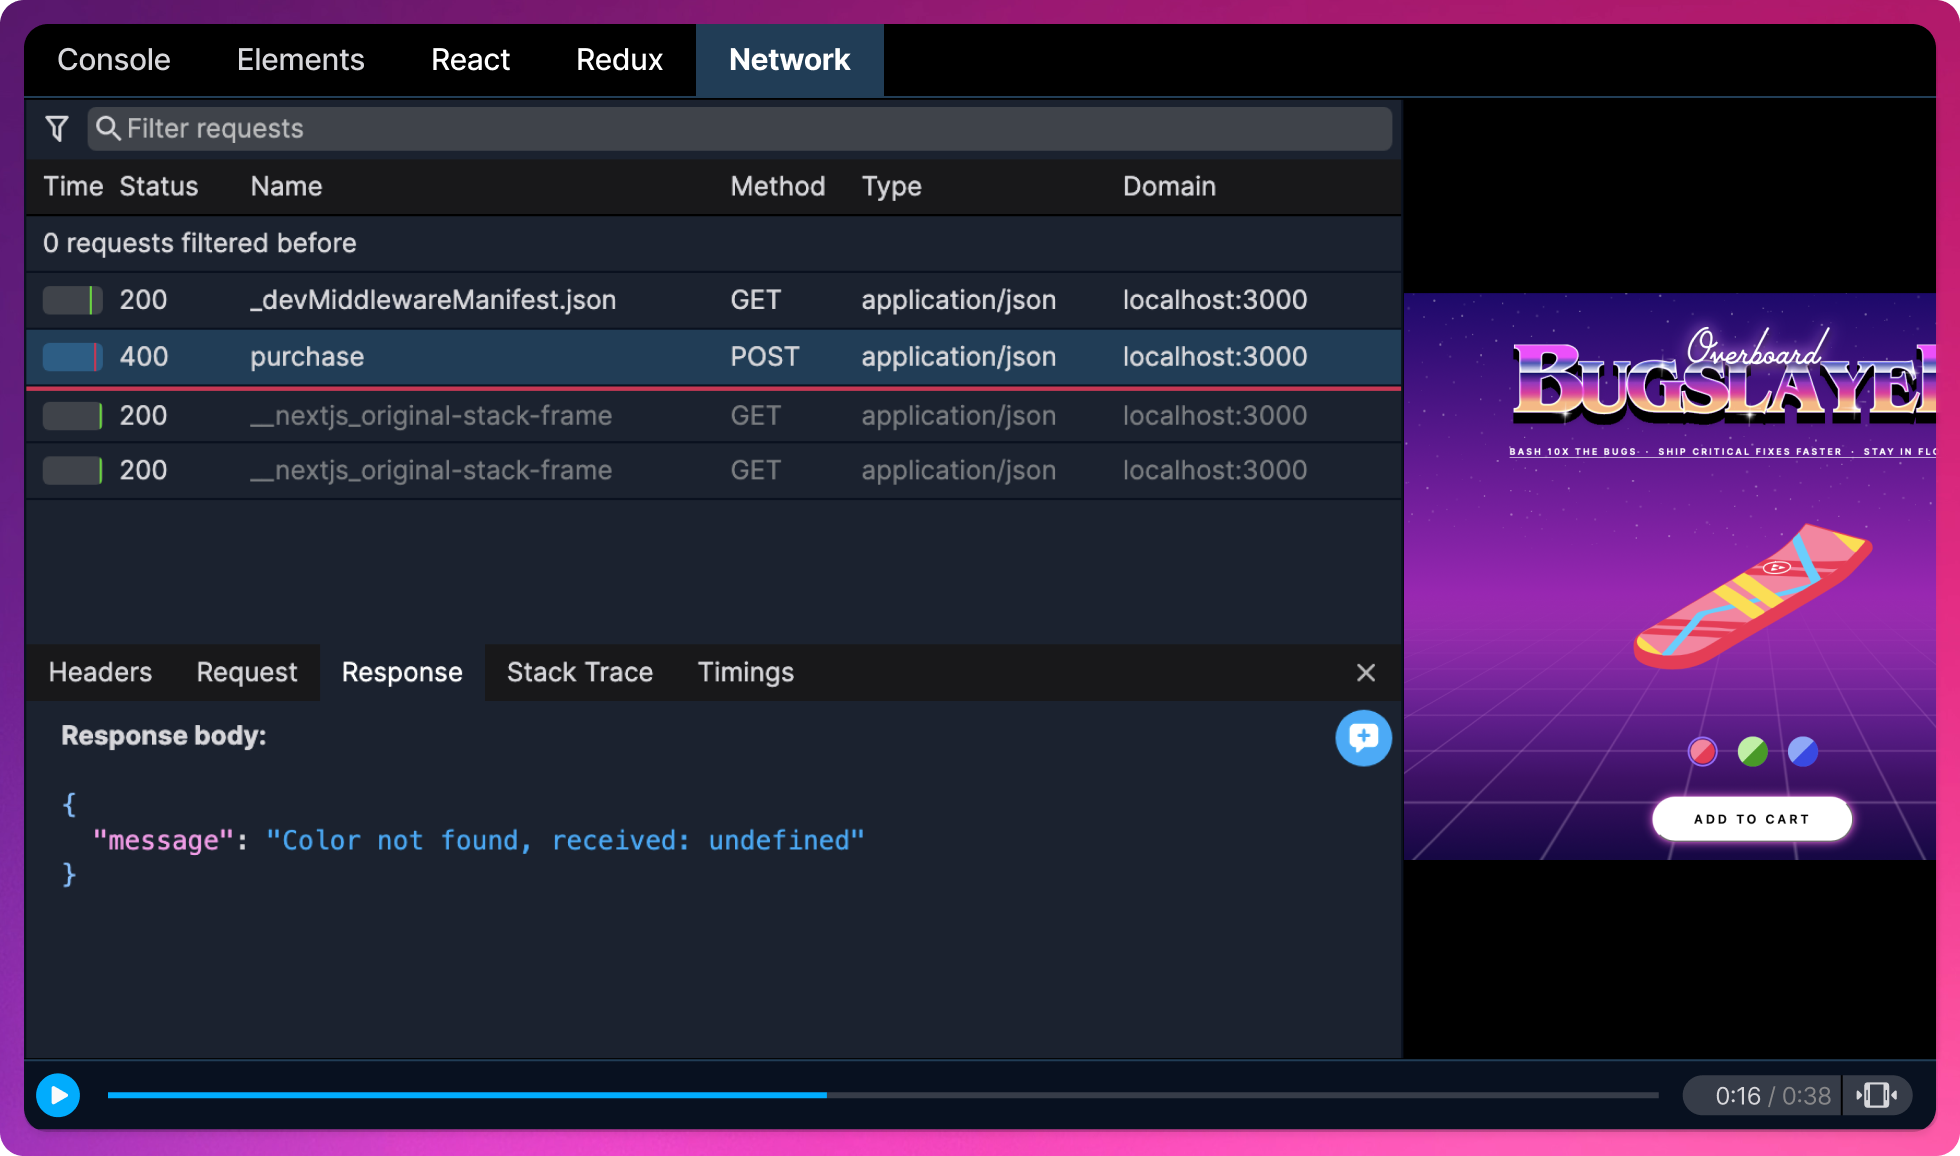 Console Elements React Redux Network
Filter requests
Time Status Name Method Type Domain
0 requests filtered before
200 _devMiddlewareManifest.json GET application/json localhost:3000
400 purchase POST application/json localhost:3000
200 __nextjs_original-stack-frame GET application/json localhost:3000
200 __nextjs_original-stack-frame GET application/json localhost:3000
Headers Request Response Stack Trace Timings
Response body:
{
"message": "Color not found, received: undefined"
}
Overboard
BUGSLAYE
BASH 10X THE BUGS · SHIP CRITICAL FIXES FASTER · STAY IN FLO
ADD TO CART
0:16 / 0:38